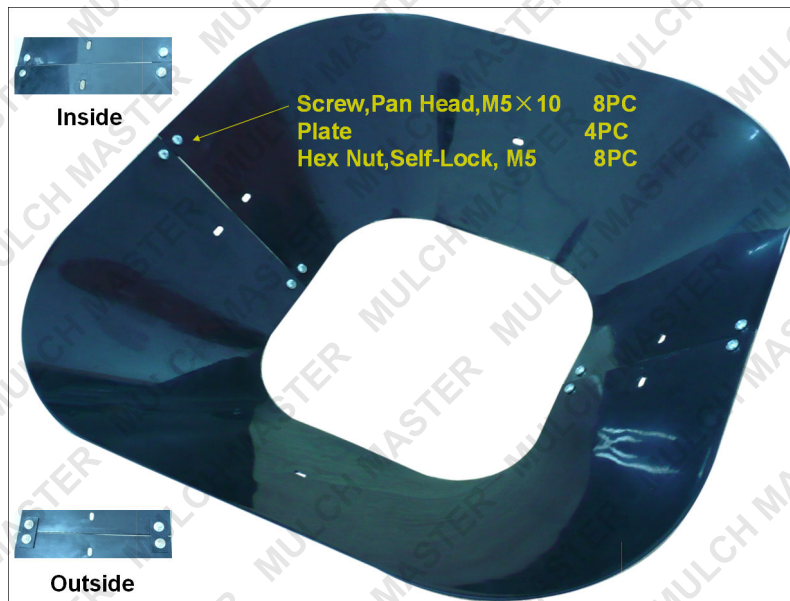 Inside
Screw,Pan Head,M5×10 8PC
Plate 4PC
Hex Nut,Self-Lock, M5 8PC
Outside
MULCH MASTER